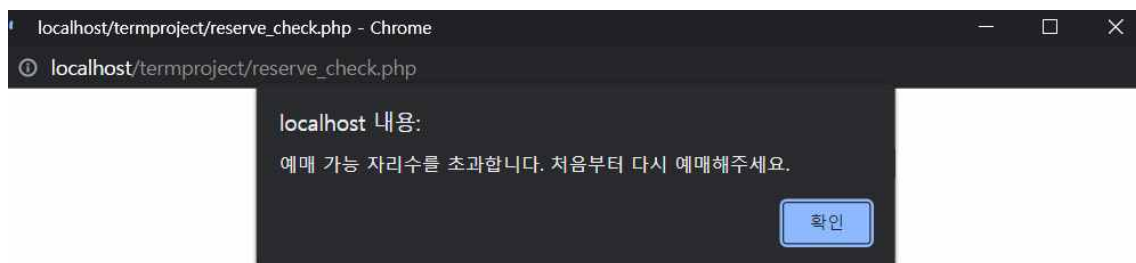 localhost/termproject/reserve_check.php - Chrome
localhost/termproject/reserve_check.php
localhost 내용:
예매 가능 자리수를 초과합니다. 처음부터 다시 예매해주세요.
확인